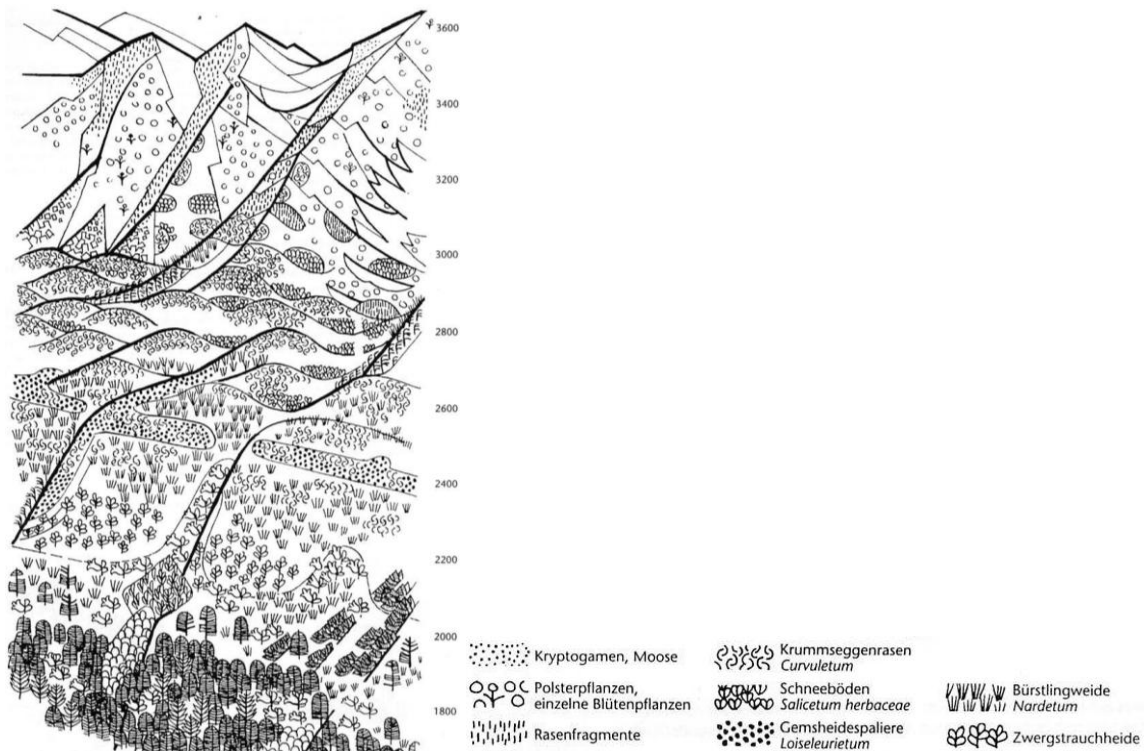 3600
3400
3200
3000
2800
2600
2400
2200
2000
1800
Kryptogamen, Moose
Polsterpflanzen,
einzelne Blütenpflanzen
Rasenfragmente
Krummseggenrasen
Curvuletum
Schneeböden
Salicetum herbaceae
Gemsheidespaliere
Loiseleurietum
Bürstlingweide
Nardetum
Zwergstrauchheide